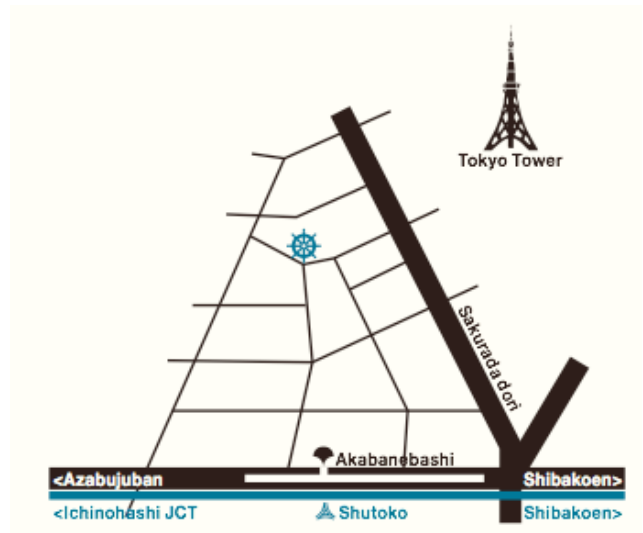 Tokyo Tower
Sakurada dori
Akabanebashi
<Azabujuban
Shibakoen>
<Ichinohashi JCT
Shutoko
Shibakoen>